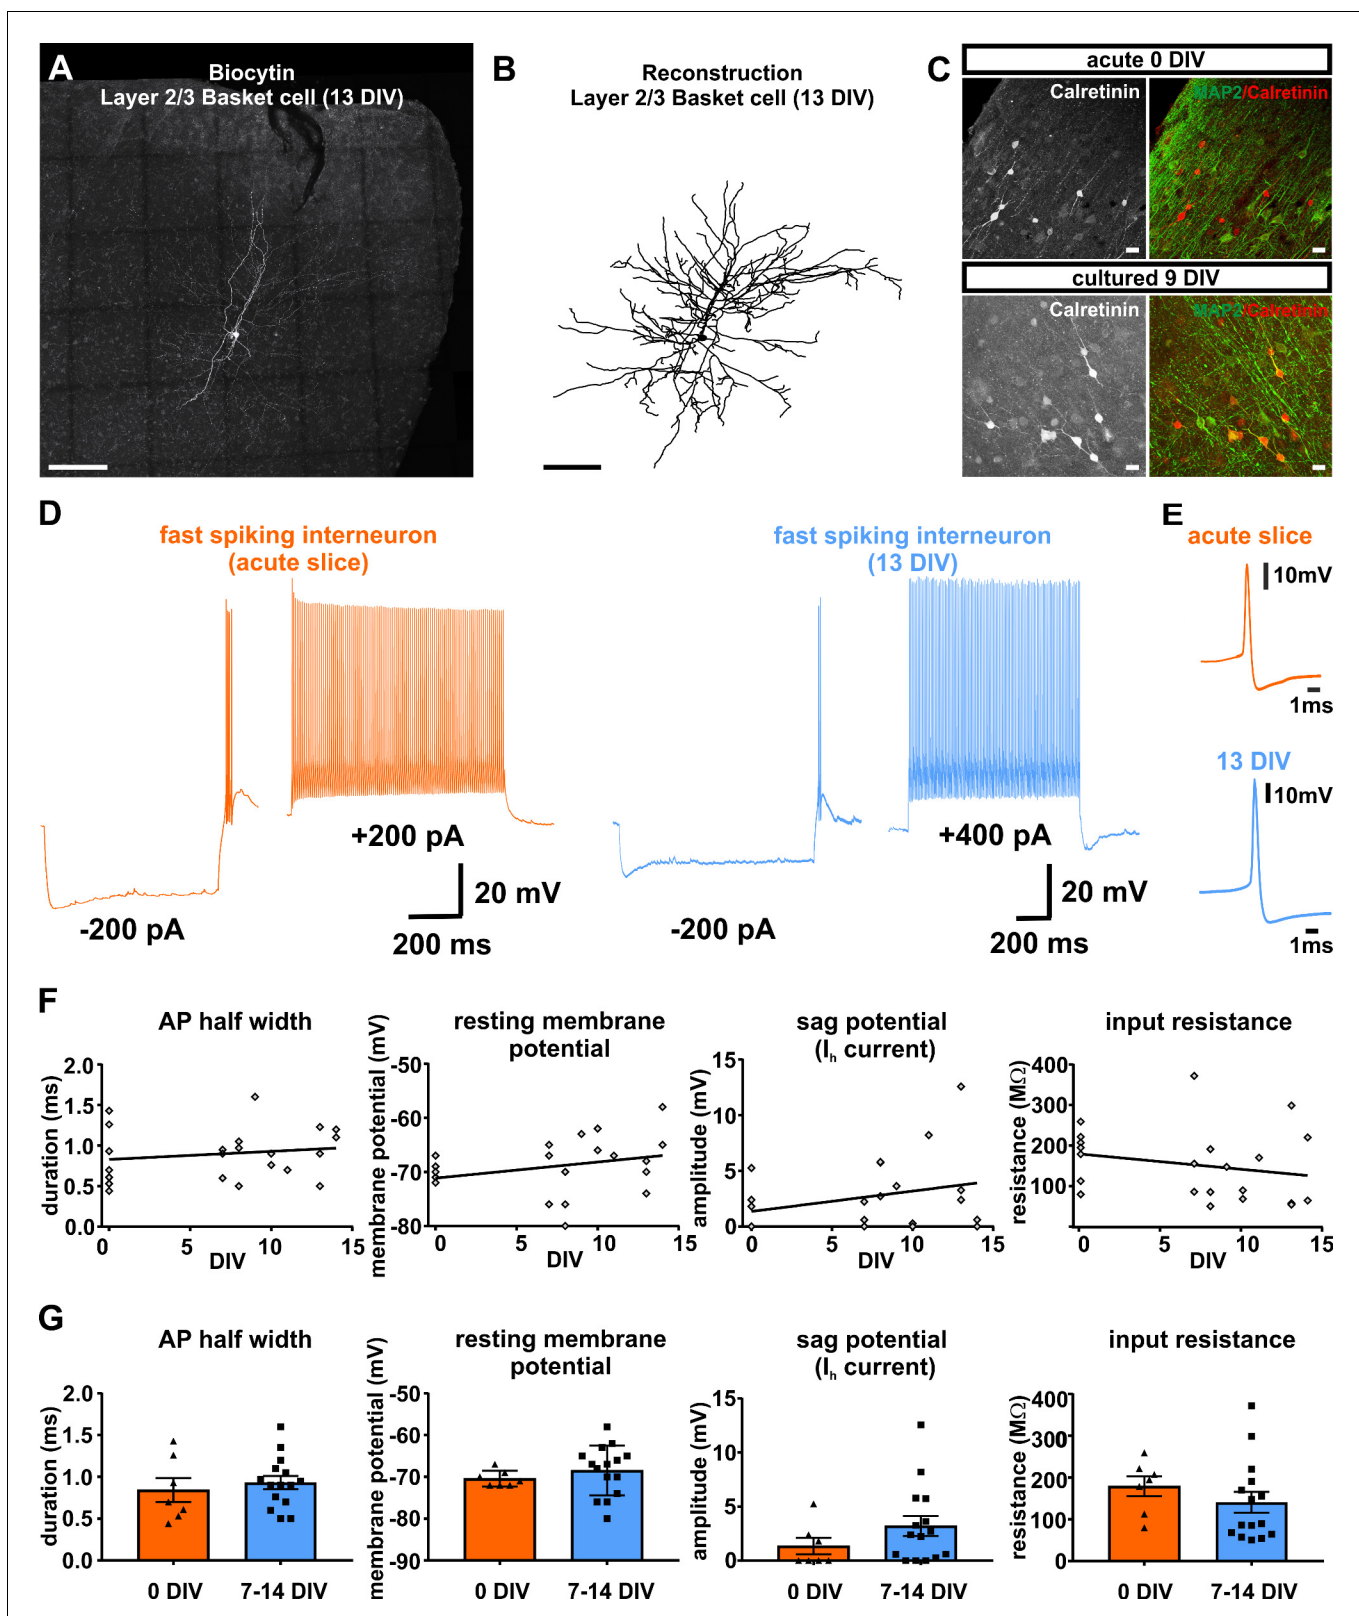 A
Biocytin
Layer 2/3 Basket cell (13 DIV)
B
Reconstruction
Layer 2/3 Basket cell (13 DIV)
C
acute 0 DIV
Calretinin
MAP2/Calretinin
cultured 9 DIV
Calretinin
MAP2/Calretinin
D
fast spiking interneuron
(acute slice)
+200 pA
-200 pA
20 mV
200 ms
fast spiking interneuron
(13 DIV)
+400 pA
-200 pA
20 mV
200 ms
E
acute slice
10mV
1ms
13 DIV
10mV
1ms
F
AP half width
duration (ms)
2.0
1.5
1.0
0.5
0.0
0 5 10 15
DIV
resting membrane
potential
membrane potential (mV)
-50
-60
-70
-80
0 5 10 15
DIV
sag potential
(Ih current)
amplitude (mV)
15
10
5
0
0 5 10 15
DIV
input resistance
resistance (MΩ)
400
300
200
100
0 5 10 15
DIV
G
AP half width
duration (ms)
2.0
1.5
1.0
0.5
0.0
0 DIV 7-14 DIV
resting membrane
potential
membrane potential (mV)
-50
-60
-70
-80
-90
0 DIV 7-14 DIV
sag potential
(Ih current)
amplitude (mV)
15
10
5
0
0 DIV 7-14 DIV
input resistance
resistance (MΩ)
400
300
200
100
0
0 DIV 7-14 DIV